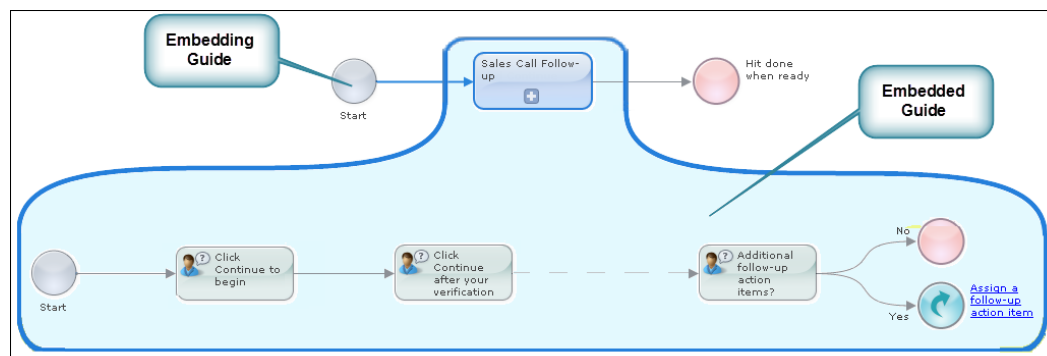 Embedding
Guide
Sales Call Follow-
up
Hit done
when ready
Start
Embedded
Guide
Start
Click
Continue to
begin
Click
Continue
after your
verification
Additional
follow-up
action
items?
No
Yes
Assign a
follow-up
action item